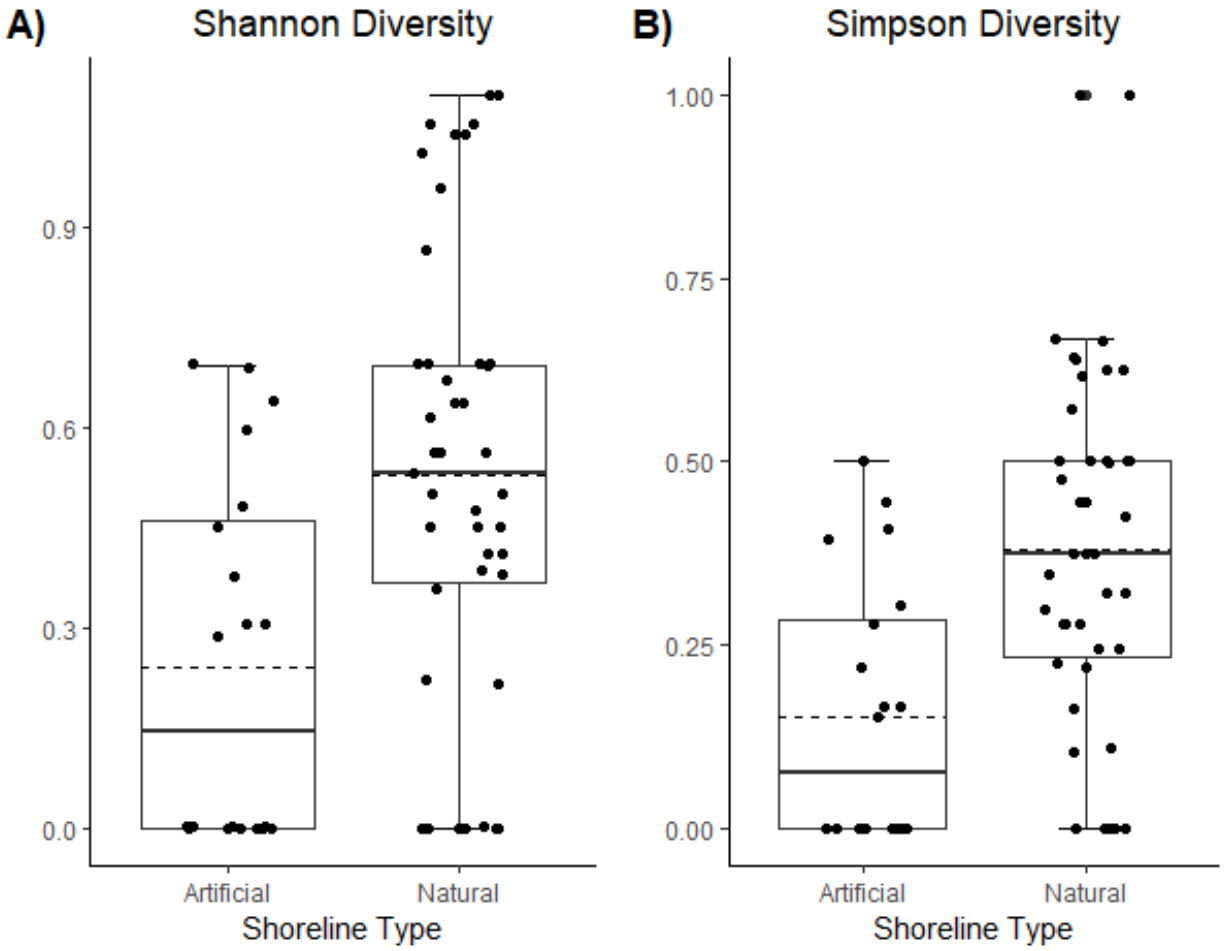 A) Shannon Diversity
0.9
0.6
0.3
0.0
Artificial Natural
Shoreline Type
B) Simpson Diversity
1.00
0.75
0.50
0.25
0.00
Artificial Natural
Shoreline Type